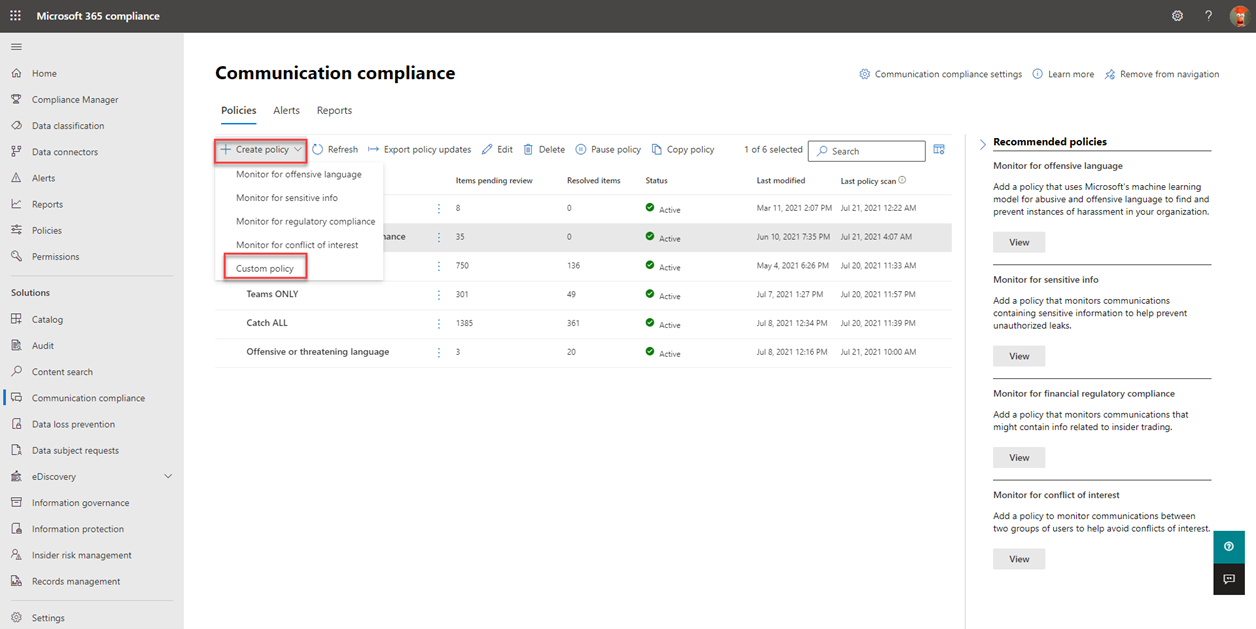 Microsoft 365 compliance
?
Home
Compliance Manager
Data classification
Data connectors
Alerts
Reports
Policies
Permissions
Solutions
Catalog
Audit
Content search
Communication compliance
Data loss prevention
Data subject requests
eDiscovery
Information governance
Information protection
Insider risk management
Records management
Settings
Communication compliance
Communication compliance settings Learn more Remove from navigation
Policies Alerts Reports
Create policy Refresh Export policy updates Edit Delete Pause policy Copy policy 1 of 6 selected Search
Monitor for offensive language
Monitor for sensitive info
Monitor for regulatory compliance
Monitor for conflict of interest
Custom policy
Items pending review Resolved items Status Last modified Last policy scan
8 0 Active Mar 11, 2021 2:07 PM Jul 21, 2021 12:22 AM
ance 35 0 Active Jun 10, 2021 7:35 PM Jul 21, 2021 4:07 AM
750 136 Active May 4, 2021 6:26 PM Jul 20, 2021 11:33 AM
Teams ONLY 301 49 Active Jul 7, 2021 1:27 PM Jul 20, 2021 11:57 PM
Catch ALL 1385 361 Active Jul 8, 2021 12:34 PM Jul 20, 2021 11:39 PM
Offensive or threatening language 3 20 Active Jul 8, 2021 12:16 PM Jul 21, 2021 10:00 AM
Recommended policies
Monitor for offensive language
Add a policy that uses Microsoft's machine learning
model for abusive and offensive language to find and
prevent instances of harassment in your organization.
View
Monitor for sensitive info
Add a policy that monitors communications
containing sensitive information to help prevent
unauthorized leaks.
View
Monitor for financial regulatory compliance
Add a policy that monitors communications that
might contain info related to insider trading.
View
Monitor for conflict of interest
Add a policy to monitor communications between
two groups of users to help avoid conflicts of interest.
View